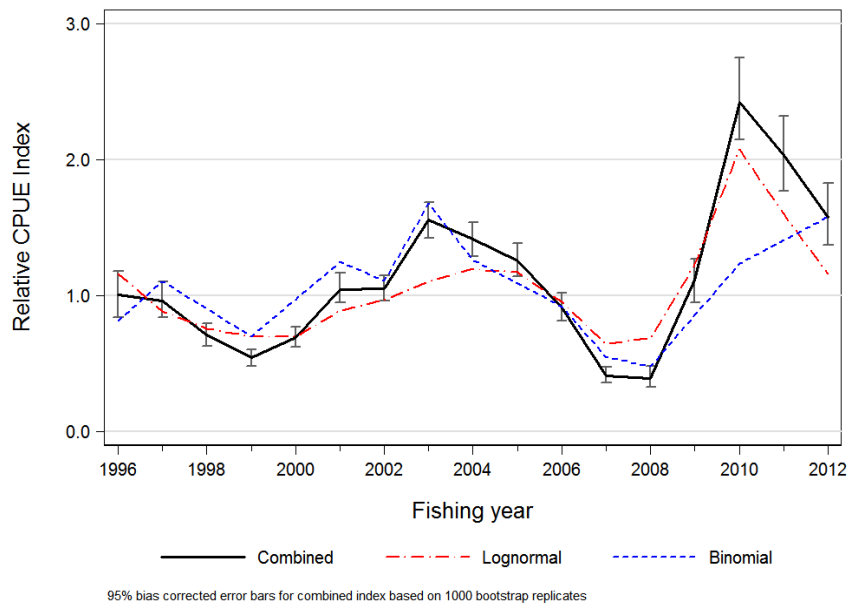 3.0
2.0
1.0
0.0
Relative CPUE Index
1996 1998 2000 2002 2004 2006 2008 2010 2012
Fishing year
Combined Lognormal Binomial
95% bias corrected error bars for combined index based on 1000 bootstrap replicates